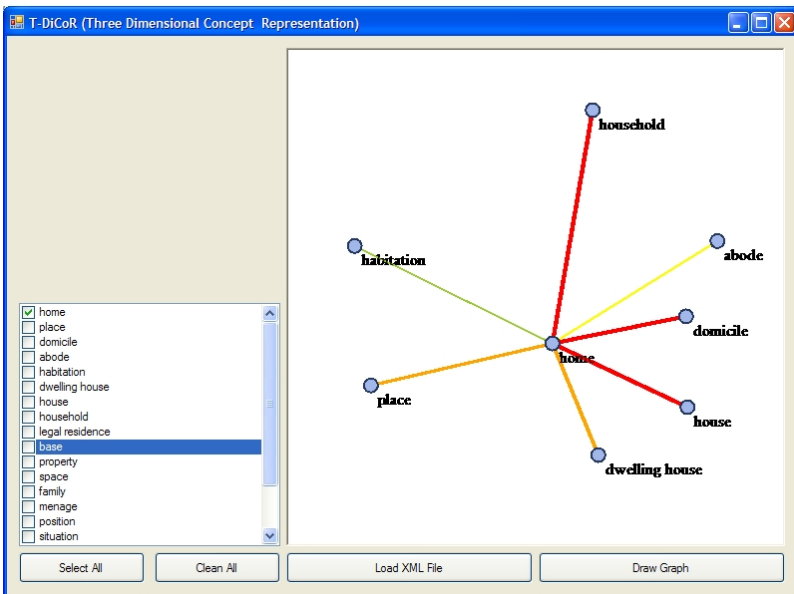 T-DiCoR (Three Dimensional Concept Representation)
household
habitation
abode
domicile
home
place
house
dwelling house
home
place
domicile
abode
habitation
dwelling house
house
household
legal residence
base
property
space
family
menage
position
situation
Select All
Clean All
Load XML File
Draw Graph